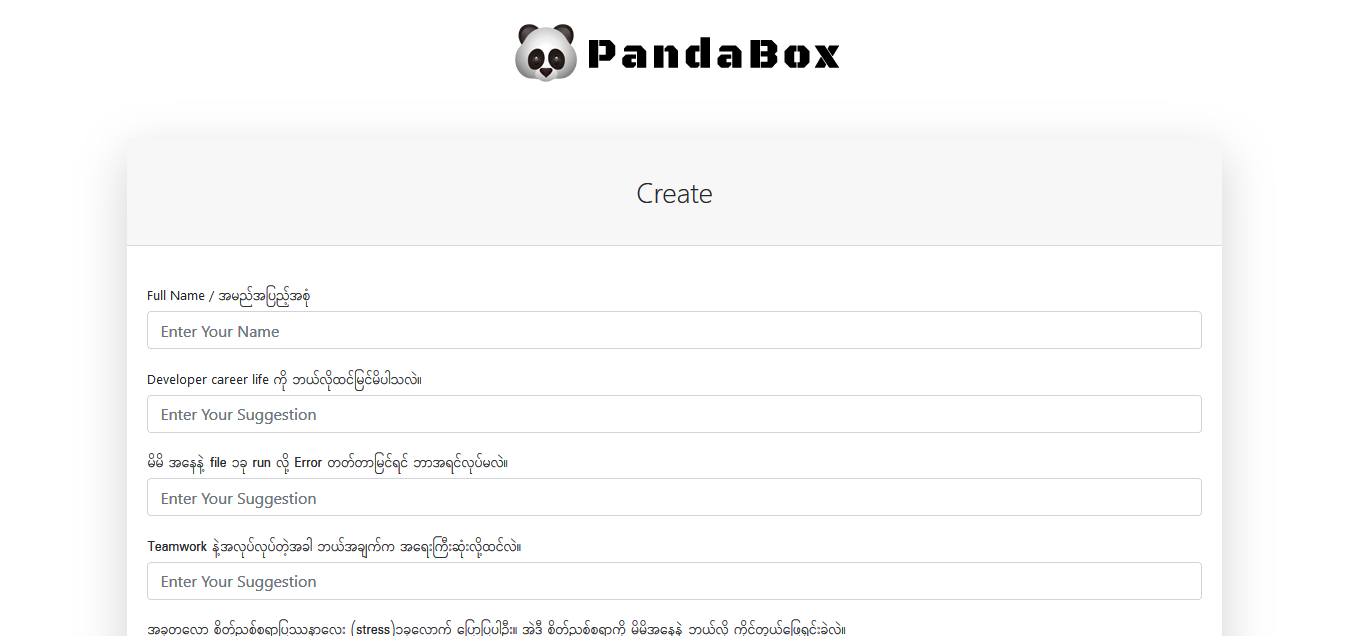 PandaBox
Create
Full Name / အမည်အပြည့်အစုံ
Enter Your Name
Developer career life ကို ဘယ်လိုထင်မြင်မိပါသလဲ။
Enter Your Suggestion
မိမိ အနေနဲ့ file ၁ခု run လို့ Error တတ်တာမြင်ရင် ဘာအရင်လုပ်မလဲ။
Enter Your Suggestion
Teamwork နဲ့အလုပ်လုပ်တဲ့အခါ ဘယ်အချက်က အရေးကြီးဆုံးလို့ထင်လဲ။
Enter Your Suggestion
အခုတလော စိတ်ညစ်စရာပြဿနာလေး (stress)၁ခုလောက် ပြောပြပါဦး။ အဲဒီ စိတ်ညစ်စရာကို မိမိအနေနဲ့ ဘယ်လို ကိုင်တွယ်ဖြေရှင်းခဲ့လဲ။